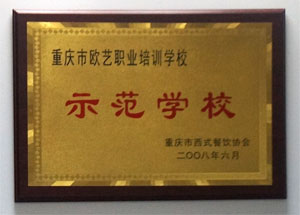 重庆市欧艺职业培训学校
示范学校
重庆市西式餐饮协会
二〇〇八年六月